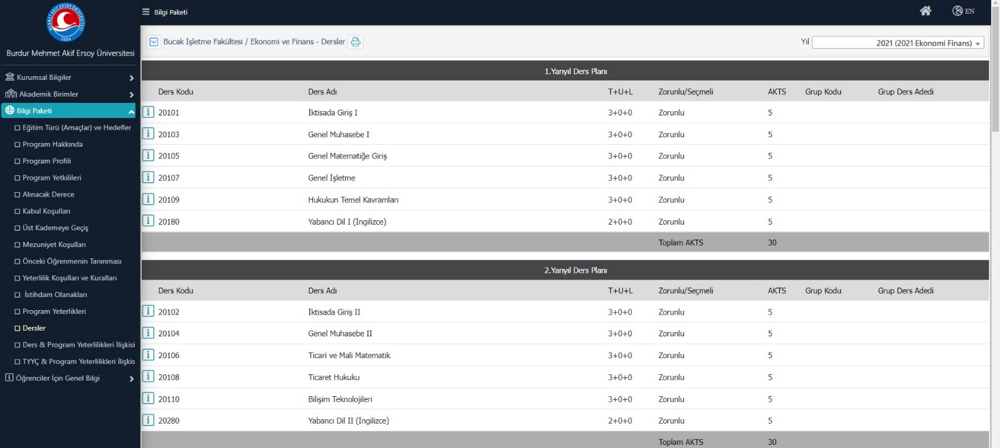 Bilgi Paketi
EN
MEHMET AKİF ERSOY ÜNİVERSİTESİ
2006
Burdur Mehmet Akif Ersoy Üniversitesi
Kurumsal Bilgiler
Akademik Birimler
Bilgi Paketi
Eğitim Türü (Amaçlar) ve Hedefler
Program Hakkında
Program Profili
Program Yetkilileri
Alınacak Derece
Kabul Koşulları
Üst Kademeye Geçiş
Mezuniyet Koşulları
Önceki Öğrenmenin Tanınması
Yeterlilik Koşulları ve Kuralları
İstihdam Olanakları
Program Yeterlikleri
Dersler
Ders & Program Yeterlilikleri İlişkisi
TYYÇ & Program Yeterlilikleri İlişkis
Öğrenciler İçin Genel Bilgi
Bucak İşletme Fakültesi / Ekonomi ve Finans - Dersler
Yıl 2021 (2021 Ekonomi Finans)
1.Yarıyıl Ders Planı
Ders Kodu Ders Adı T+U+L Zorunlu/Seçmeli AKTS Grup Kodu Grup Ders Adedi
20101 İktisada Giriş I 3+0+0 Zorunlu 5
20103 Genel Muhasebe I 3+0+0 Zorunlu 5
20105 Genel Matematiğe Giriş 3+0+0 Zorunlu 5
20107 Genel İşletme 3+0+0 Zorunlu 5
20109 Hukukun Temel Kavramları 3+0+0 Zorunlu 5
20180 Yabancı Dil I (İngilizce) 2+0+0 Zorunlu 5
Toplam AKTS 30
2.Yarıyıl Ders Planı
Ders Kodu Ders Adı T+U+L Zorunlu/Seçmeli AKTS Grup Kodu Grup Ders Adedi
20102 İktisada Giriş II 3+0+0 Zorunlu 5
20104 Genel Muhasebe II 3+0+0 Zorunlu 5
20106 Ticari ve Mali Matematik 3+0+0 Zorunlu 5
20108 Ticaret Hukuku 3+0+0 Zorunlu 5
20110 Bilişim Teknolojileri 3+0+0 Zorunlu 5
20280 Yabancı Dil II (İngilizce) 2+0+0 Zorunlu 5
Toplam AKTS 30